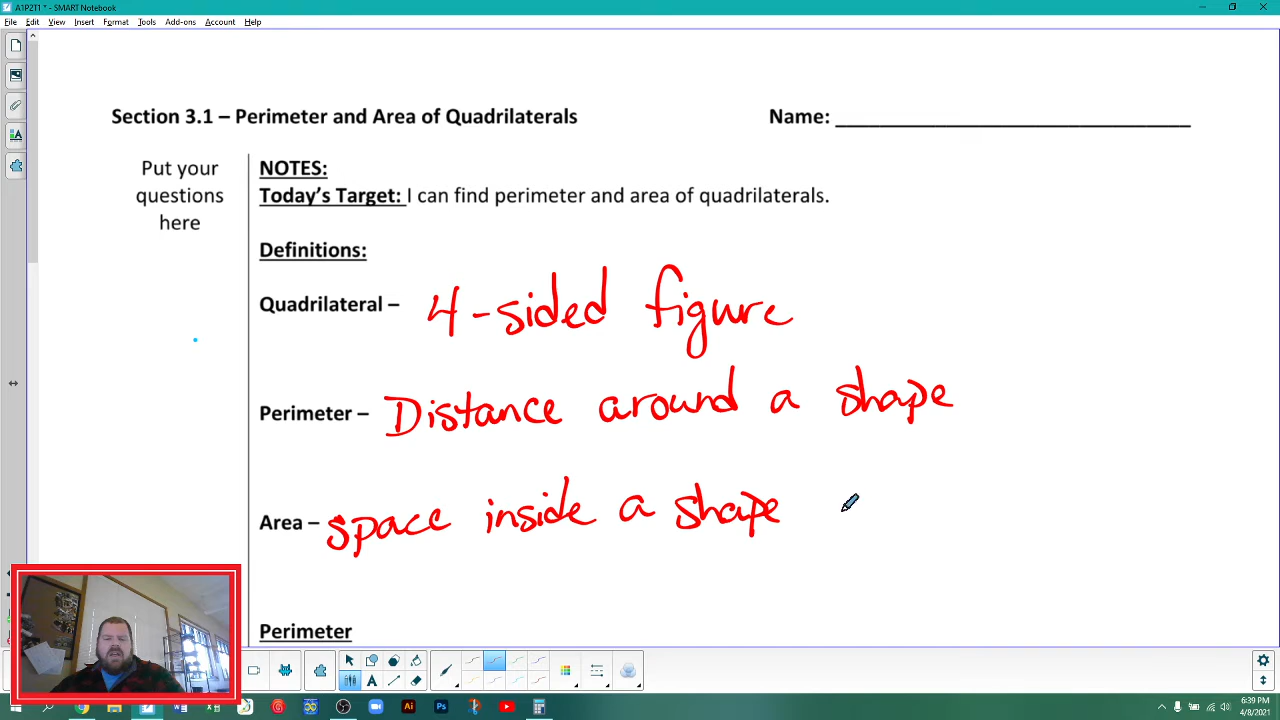 A1P2T1 * - SMART Notebook
File Edit View Insert Format Tools Add-ons Account Help
Section 3.1 – Perimeter and Area of Quadrilaterals Name: ________________________________
Put your questions here
NOTES:
Today's Target: I can find perimeter and area of quadrilaterals.
Definitions:
Quadrilateral – 4-sided figure
Perimeter – Distance around a shape
Area – space inside a shape
Perimeter
6:39 PM
4/8/2021